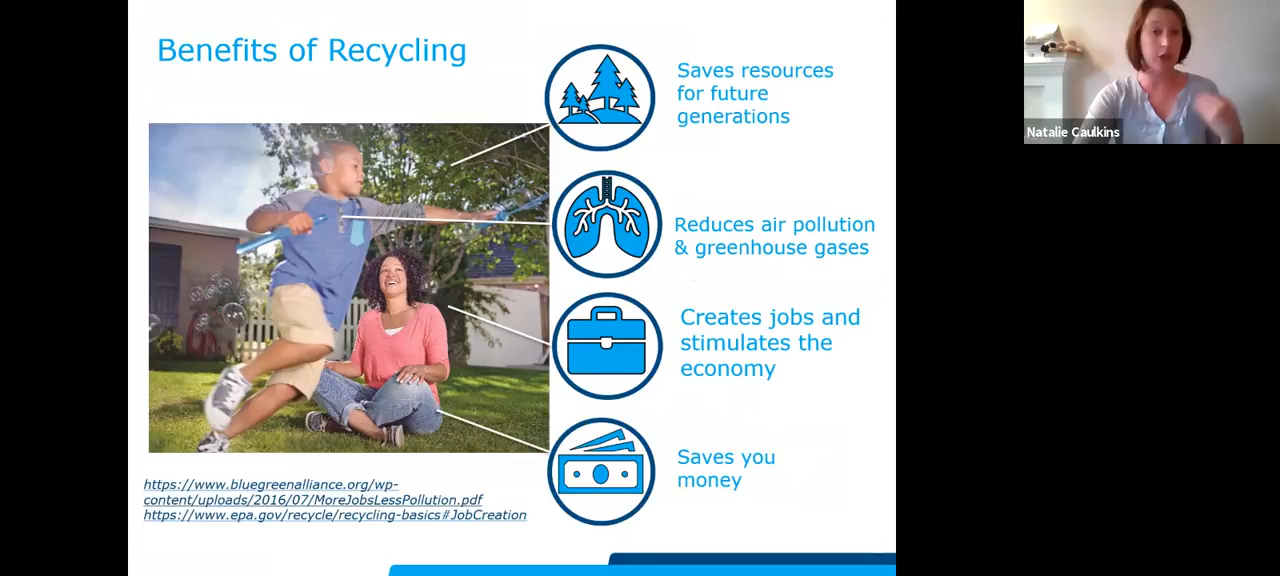 Benefits of Recycling
Saves resources
for future
generations
Reduces air pollution
& greenhouse gases
Creates jobs and
stimulates the
economy
Saves you
money
https://www.bluegreenalliance.org/wp-
content/uploads/2016/07/MoreJobsLessPollution.pdf
https://www.epa.gov/recycle/recycling-basics#JobCreation
Natalie Caulkins